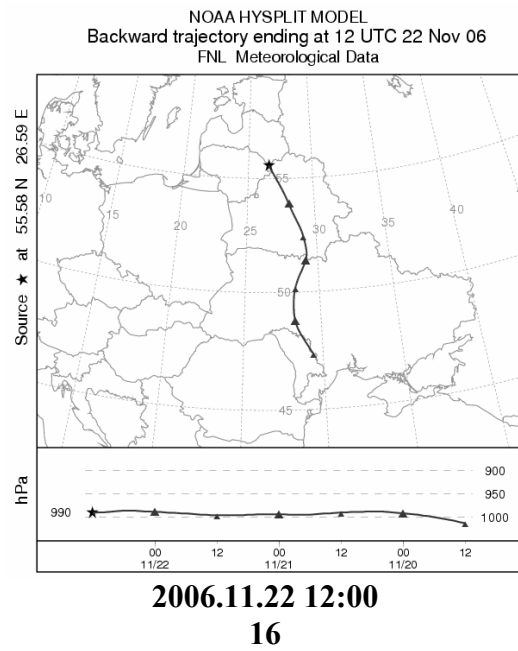 NOAA HYSPLIT MODEL
Backward trajectory ending at 12 UTC 22 Nov 06
FNL Meteorological Data
Source ★ at 55.58 N 26.59 E
10
15
20
25
30
35
40
55
50
45
hPa
990
900
950
1000
00 12 00 12 00 12
11/22 11/21 11/20
2006.11.22 12:00
16